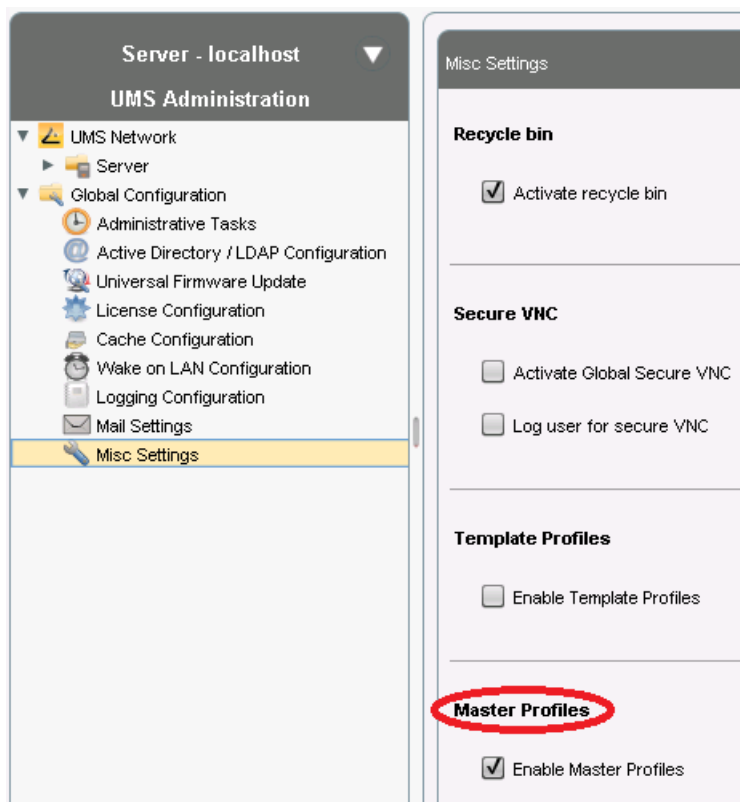 Server - localhost
UMS Administration
UMS Network
Server
Global Configuration
Administrative Tasks
Active Directory / LDAP Configuration
Universal Firmware Update
License Configuration
Cache Configuration
Wake on LAN Configuration
Logging Configuration
Mail Settings
Misc Settings
Misc Settings
Recycle bin
Activate recycle bin
Secure VNC
Activate Global Secure VNC
Log user for secure VNC
Template Profiles
Enable Template Profiles
Master Profiles
Enable Master Profiles